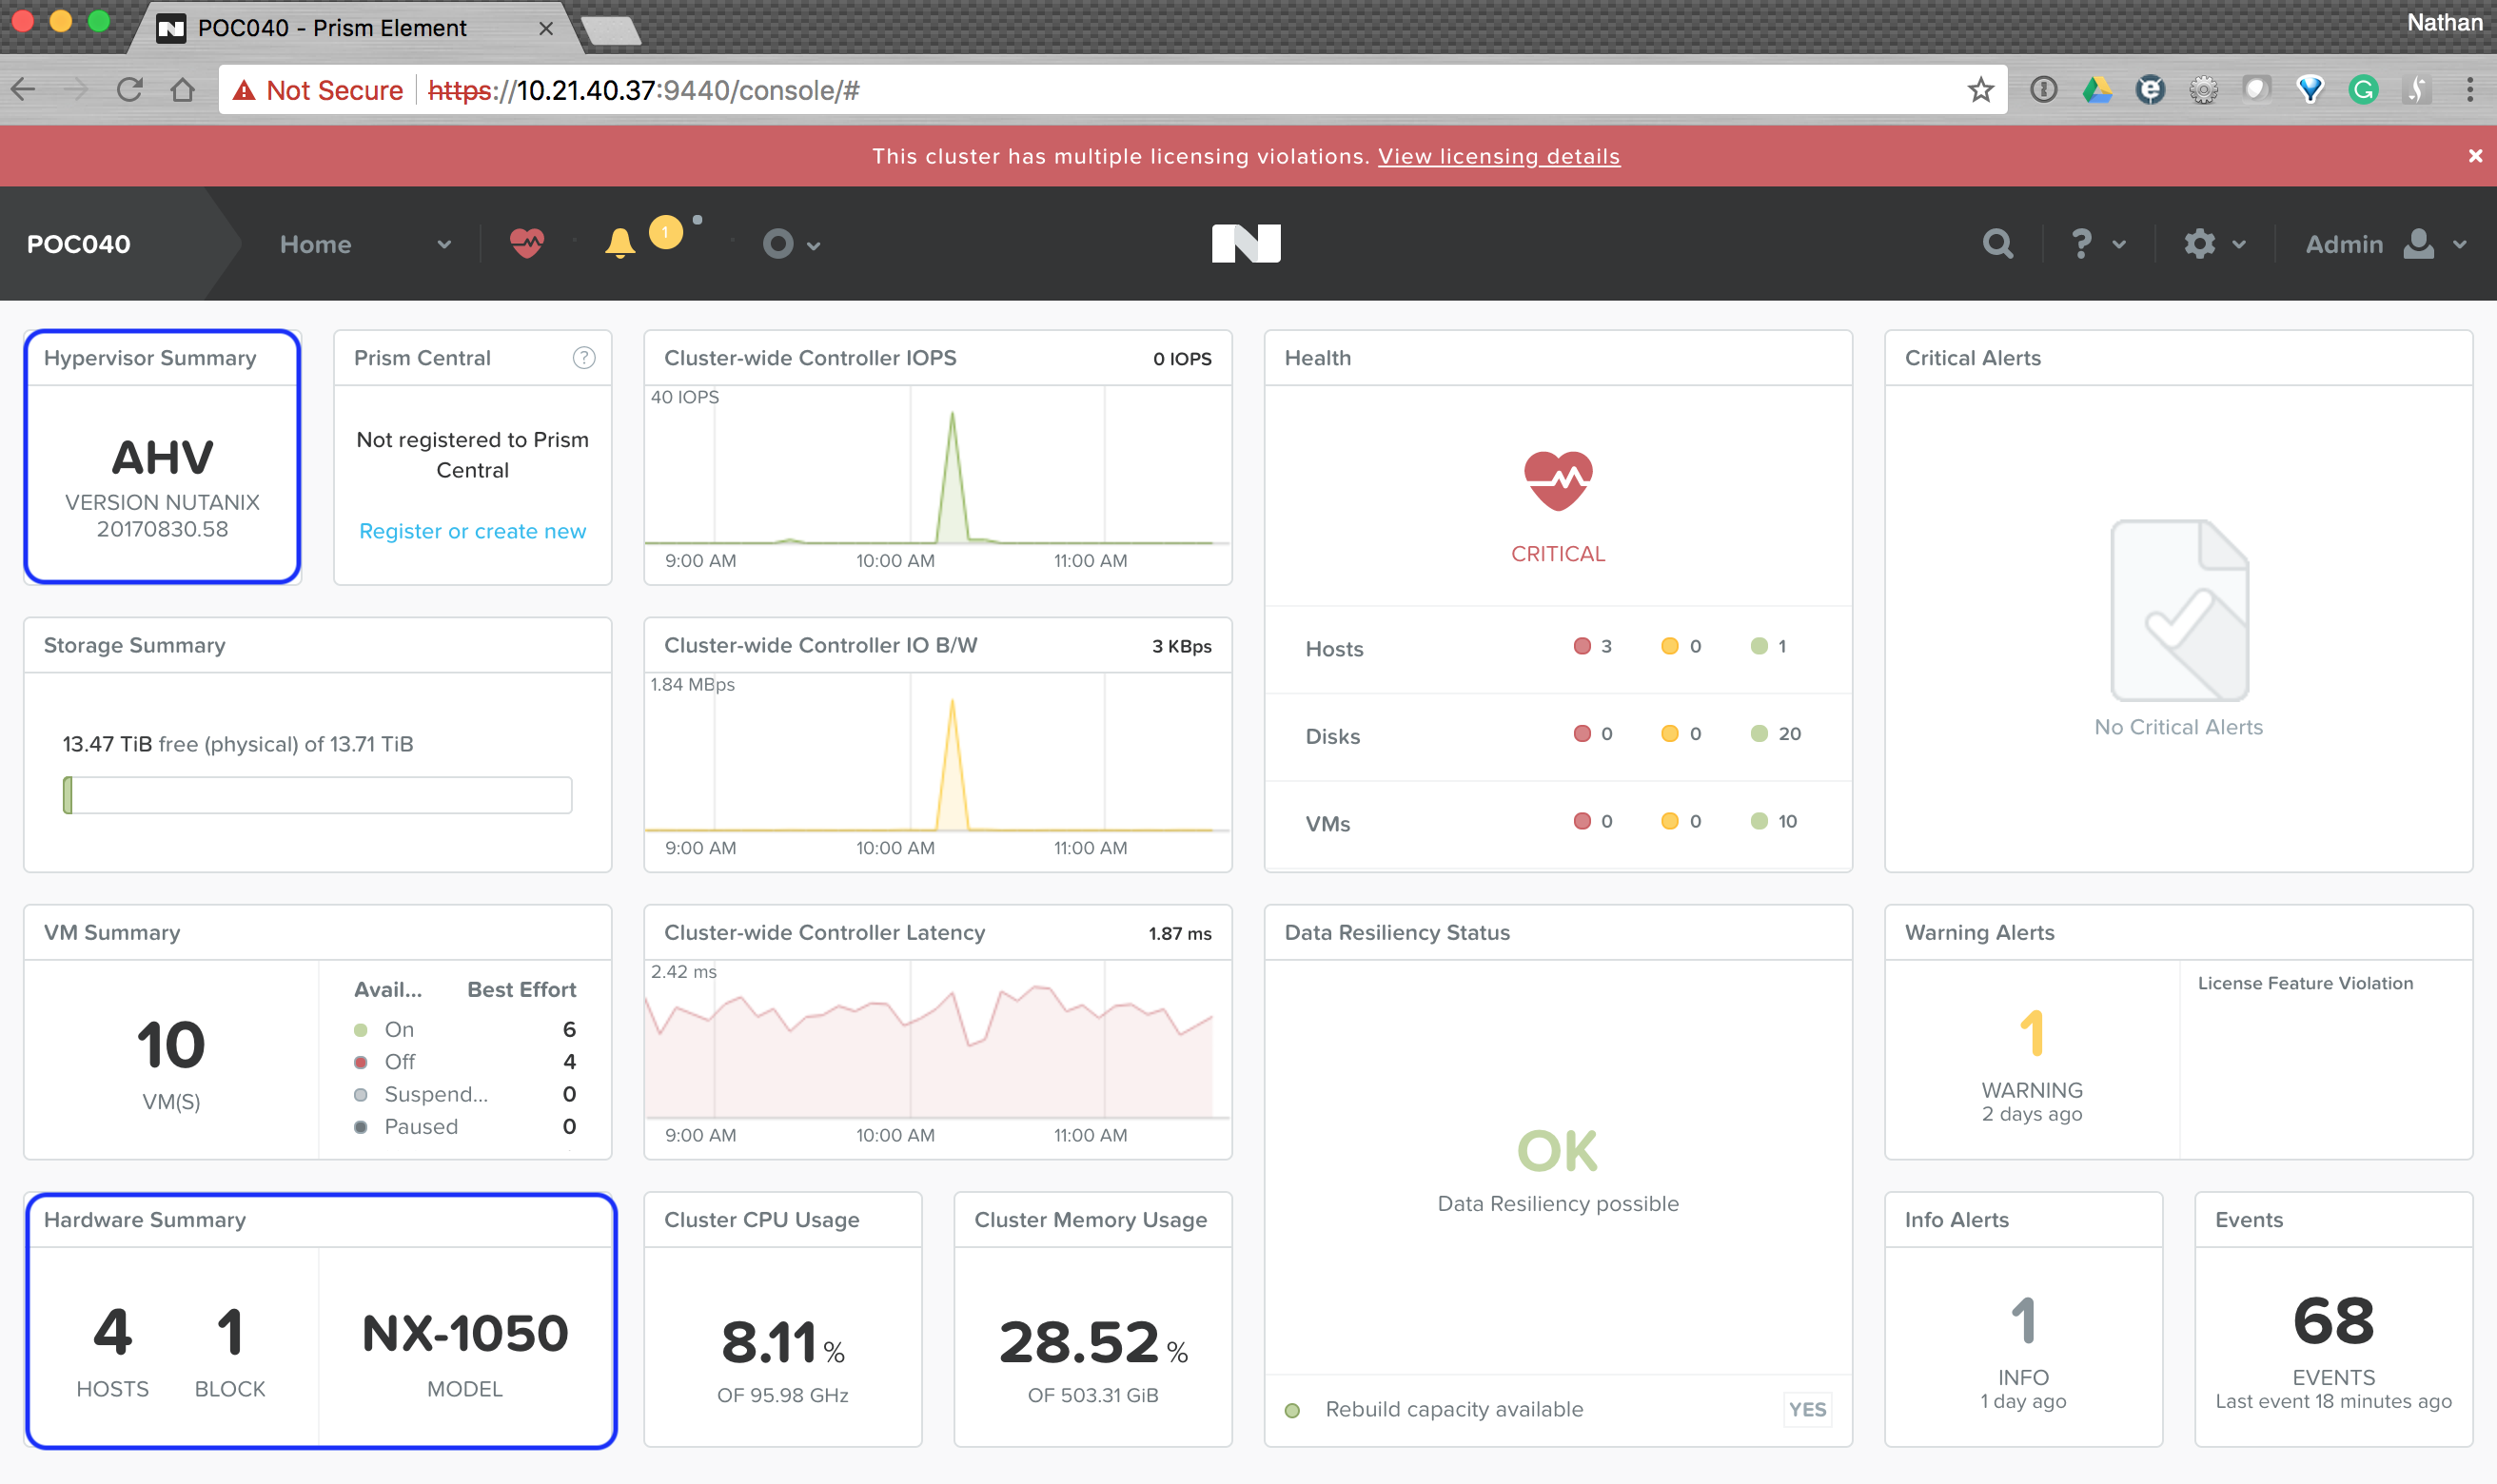 Nathan
POC040 - Prism Element
Not Secure https://10.21.40.37:9440/console/#
This cluster has multiple licensing violations. View licensing details
POC040
Home
1
?
Admin
Hypervisor Summary
AHV
VERSION NUTANIX
20170830.58
Prism Central
?
Not registered to Prism
Central
Register or create new
Cluster-wide Controller IOPS 0 IOPS
40 IOPS
9:00 AM 10:00 AM 11:00 AM
Health
CRITICAL
Hosts 3 0 1
Disks 0 0 20
VMs 0 0 10
Critical Alerts
No Critical Alerts
Storage Summary
13.47 TiB free (physical) of 13.71 TiB
Cluster-wide Controller IO B/W 3 KBps
1.84 MBps
9:00 AM 10:00 AM 11:00 AM
VM Summary
10
VM(S)
Avail... Best Effort
On 6
Off 4
Suspend... 0
Paused 0
Cluster-wide Controller Latency 1.87 ms
2.42 ms
9:00 AM 10:00 AM 11:00 AM
Data Resiliency Status
OK
Data Resiliency possible
Rebuild capacity available YES
Warning Alerts
1
WARNING
2 days ago
License Feature Violation
Hardware Summary
4
HOSTS
1
BLOCK
NX-1050
MODEL
Cluster CPU Usage
8.11 %
OF 95.98 GHz
Cluster Memory Usage
28.52 %
OF 503.31 GiB
Info Alerts
1
INFO
1 day ago
Events
68
EVENTS
Last event 18 minutes ago